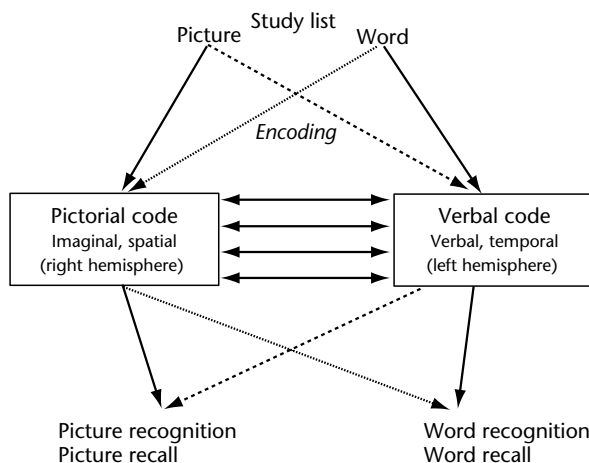 Study list
Picture
Word
Encoding
Pictorial code
Imaginal, spatial
(right hemisphere)
Verbal code
Verbal, temporal
(left hemisphere)
Picture recognition
Picture recall
Word recognition
Word recall